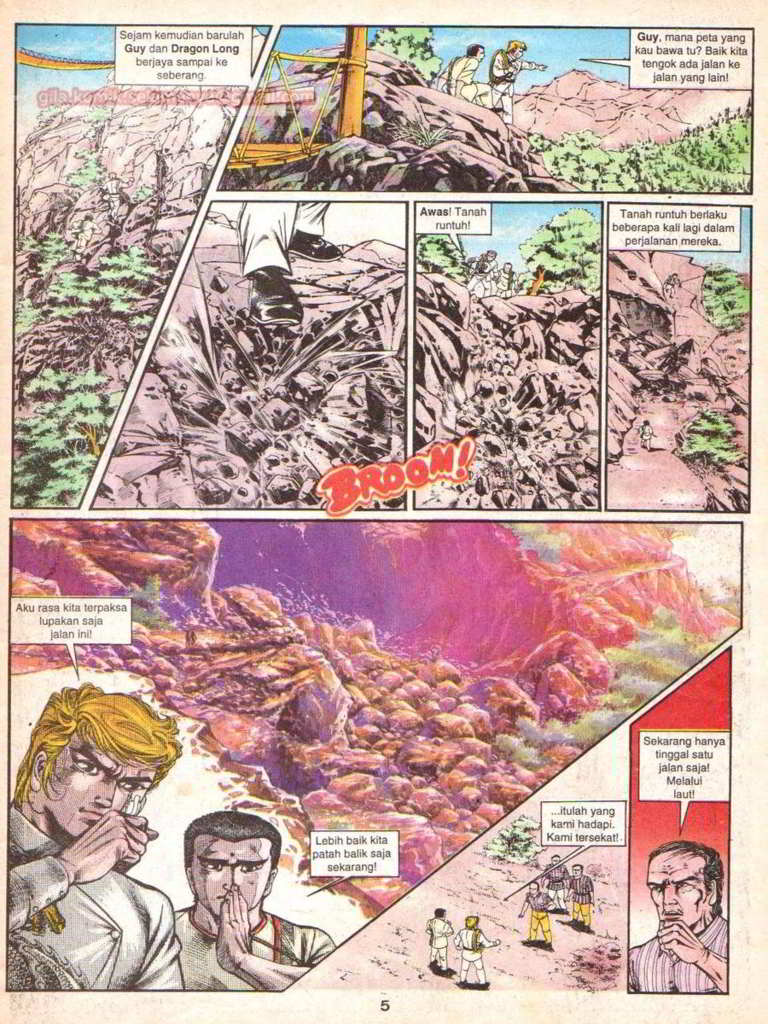 Sejam kemudian barulah
Guy dan Dragon Long
berjaya sampai ke
seberang.
Guy, mana peta yang
kau bawa tu? Baik kita
tengok ada jalan ke
jalan yang lain!
Awas! Tanah
runtuh!
Tanah runtuh berlaku
beberapa kali lagi dalam
perjalanan mereka.
BROOM!
Aku rasa kita terpaksa
lupakan saja
jalan ini!
Lebih baik kita
patah balik saja
sekarang!
...itulah yang
kami hadapi.
Kami tersekat!
Sekarang hanya
tinggal satu
jalan saja!
Melalui
laut!
5